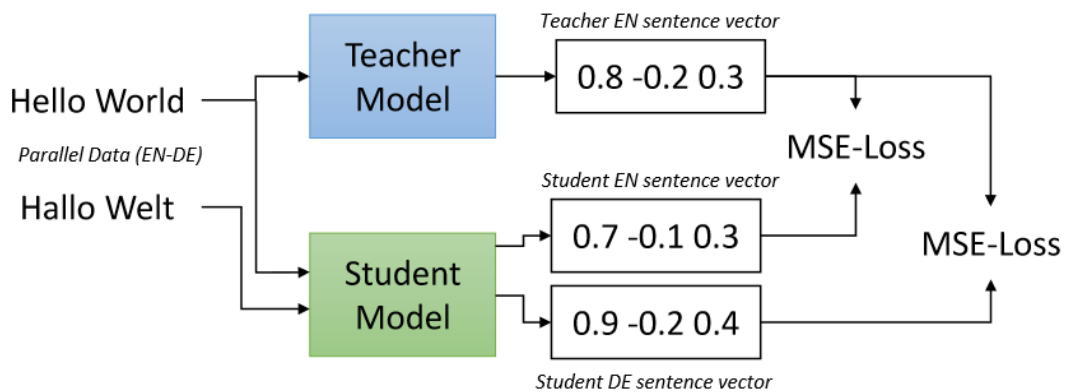 Teacher EN sentence vector
Teacher
Model
0.8 -0.2 0.3
Hello World
Parallel Data (EN-DE)
Hallo Welt
MSE-Loss
Student EN sentence vector
0.7 -0.1 0.3
MSE-Loss
Student
Model
0.9 -0.2 0.4
Student DE sentence vector